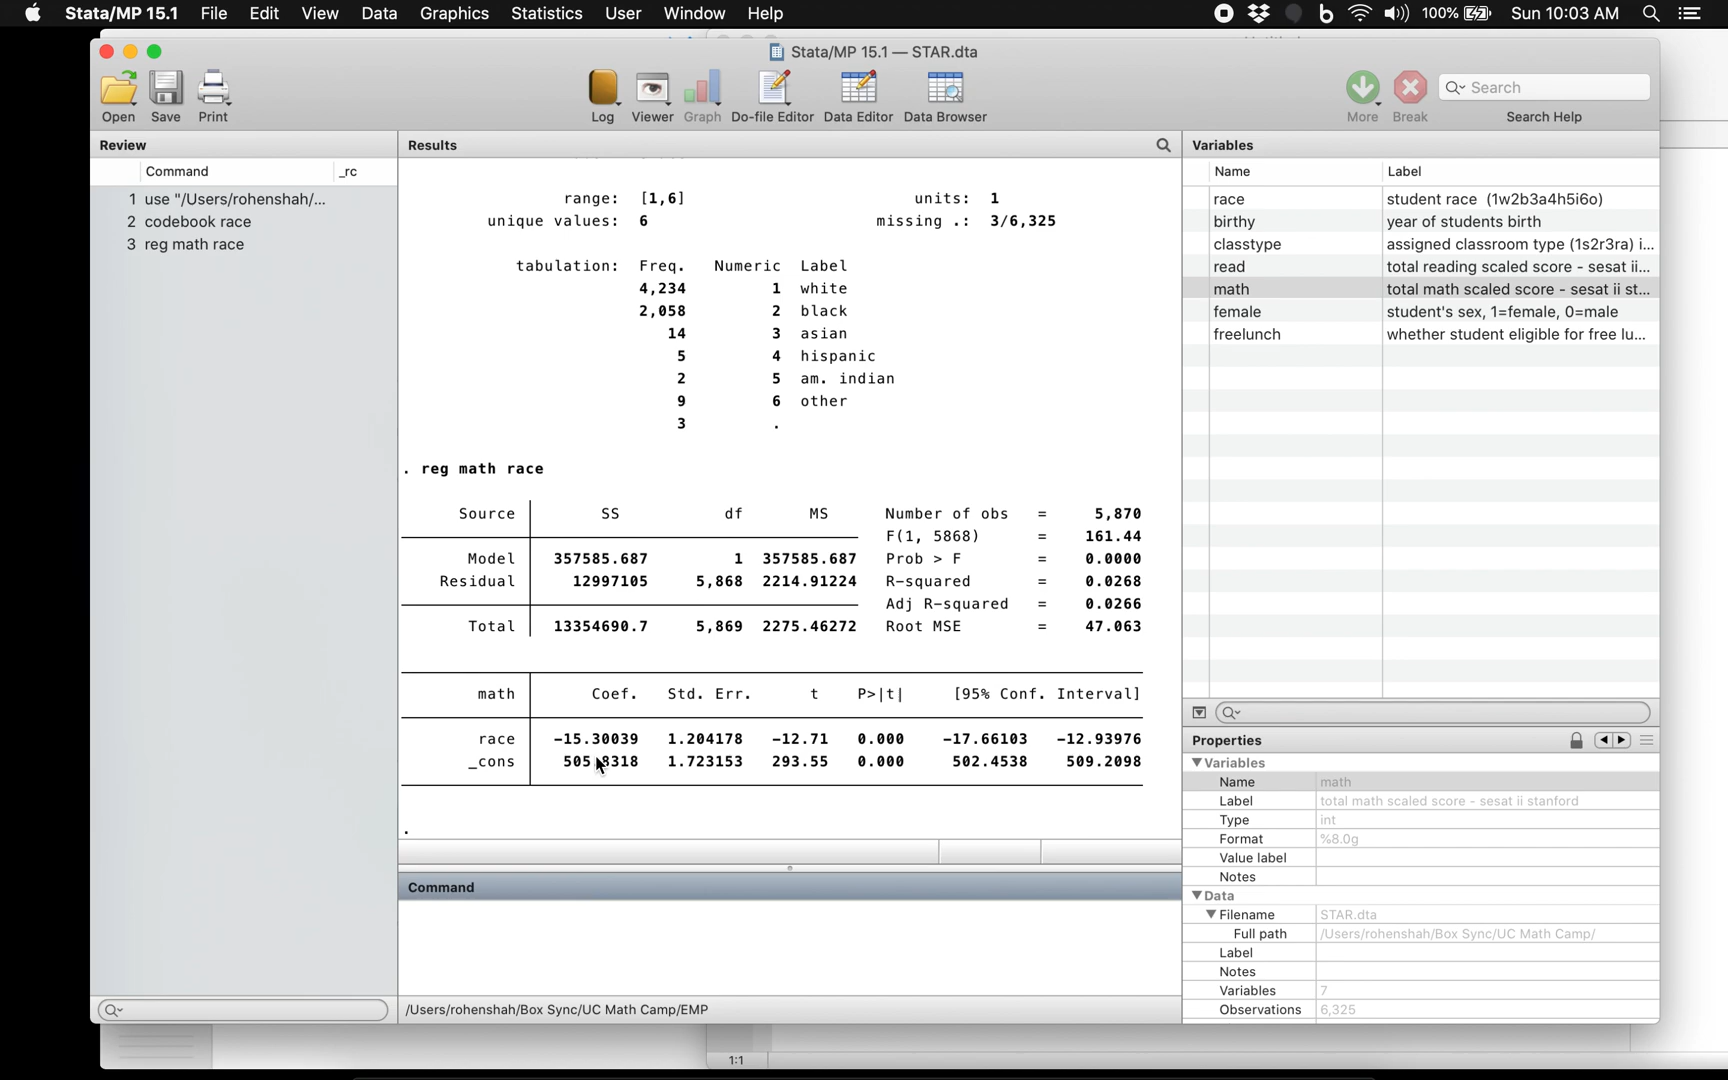 Stata/MP 15.1 File Edit View Data Graphics Statistics User Window Help 100% Sun 10:03 AM
Stata/MP 15.1 — STAR.dta
Open Save Print Log Viewer Graph Do-file Editor Data Editor Data Browser More Break Search
Search Help
Review
Command _rc
1 use "/Users/rohenshah/...
2 codebook race
3 reg math race
Results
range: [1,6] units: 1
unique values: 6 missing .: 3/6,325
tabulation: Freq. Numeric Label
4,234 1 white
2,058 2 black
14 3 asian
5 4 hispanic
2 5 am. indian
9 6 other
3 .
. reg math race
Source SS df MS Number of obs = 5,870
F(1, 5868) = 161.44
Model 357585.687 1 357585.687 Prob > F = 0.0000
Residual 12997105 5,868 2214.91224 R-squared = 0.0268
Adj R-squared = 0.0266
Total 13354690.7 5,869 2275.46272 Root MSE = 47.063
math Coef. Std. Err. t P>|t| [95% Conf. Interval]
race -15.30039 1.204178 -12.71 0.000 -17.66103 -12.93976
_cons 505.8318 1.723153 293.55 0.000 502.4538 509.2098
.
Command
/Users/rohenshah/Box Sync/UC Math Camp/EMP
Variables
Name Label
race student race (1w2b3a4h5i6o)
birthy year of students birth
classtype assigned classroom type (1s2r3ra) i...
read total reading scaled score - sesat ii...
math total math scaled score - sesat ii st...
female student's sex, 1=female, 0=male
freelunch whether student eligible for free lu...
Properties
Variables
Name math
Label total math scaled score - sesat ii stanford
Type int
Format %8.0g
Value label
Notes
Data
Filename STAR.dta
Full path /Users/rohenshah/Box Sync/UC Math Camp/
Label
Notes
Variables 7
Observations 6,325
1:1